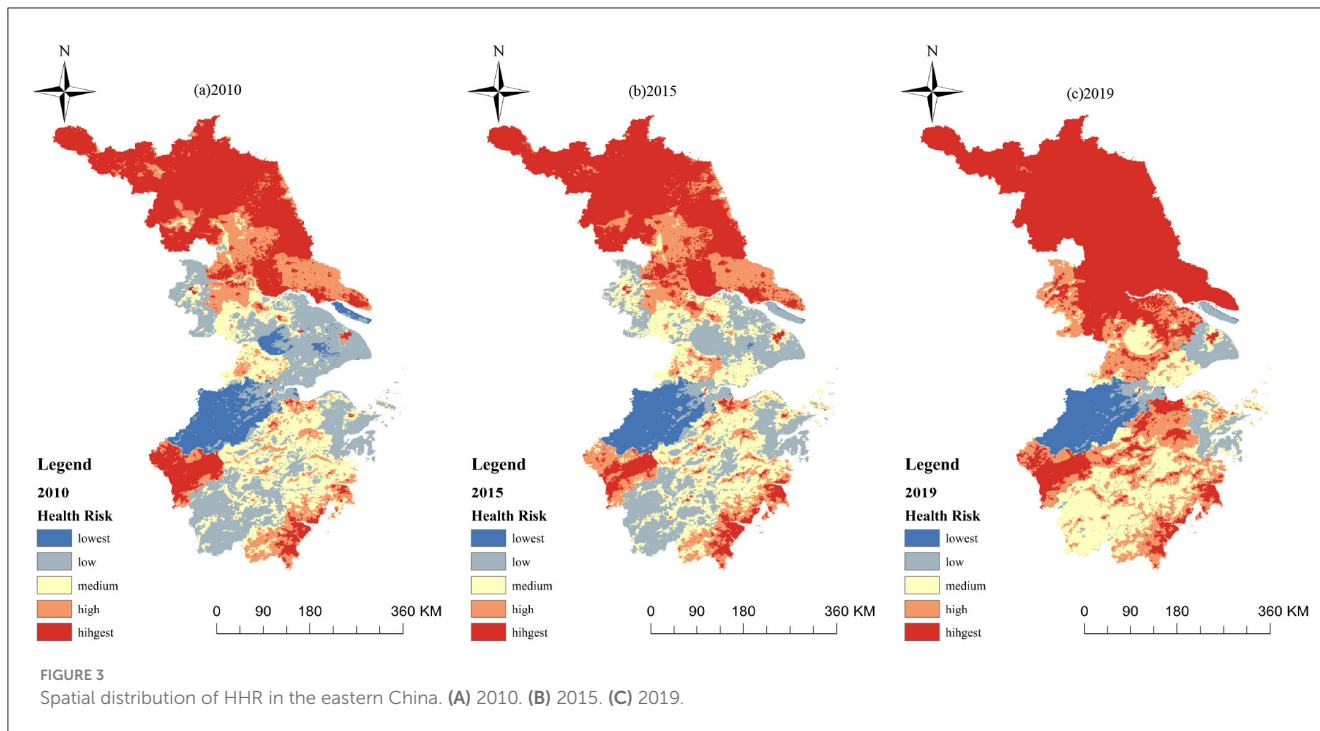 N
(a)2010
Legend
2010
Health Risk
lowest
low
medium
high
hihgest
0 90 180 360 KM
N
(b)2015
Legend
2015
Health Risk
lowest
low
medium
high
hihgest
0 90 180 360 KM
N
(c)2019
Legend
2019
Health Risk
lowest
low
medium
high
hihgest
0 90 180 360 KM
FIGURE 3
Spatial distribution of HHR in the eastern China. (A) 2010. (B) 2015. (C) 2019.